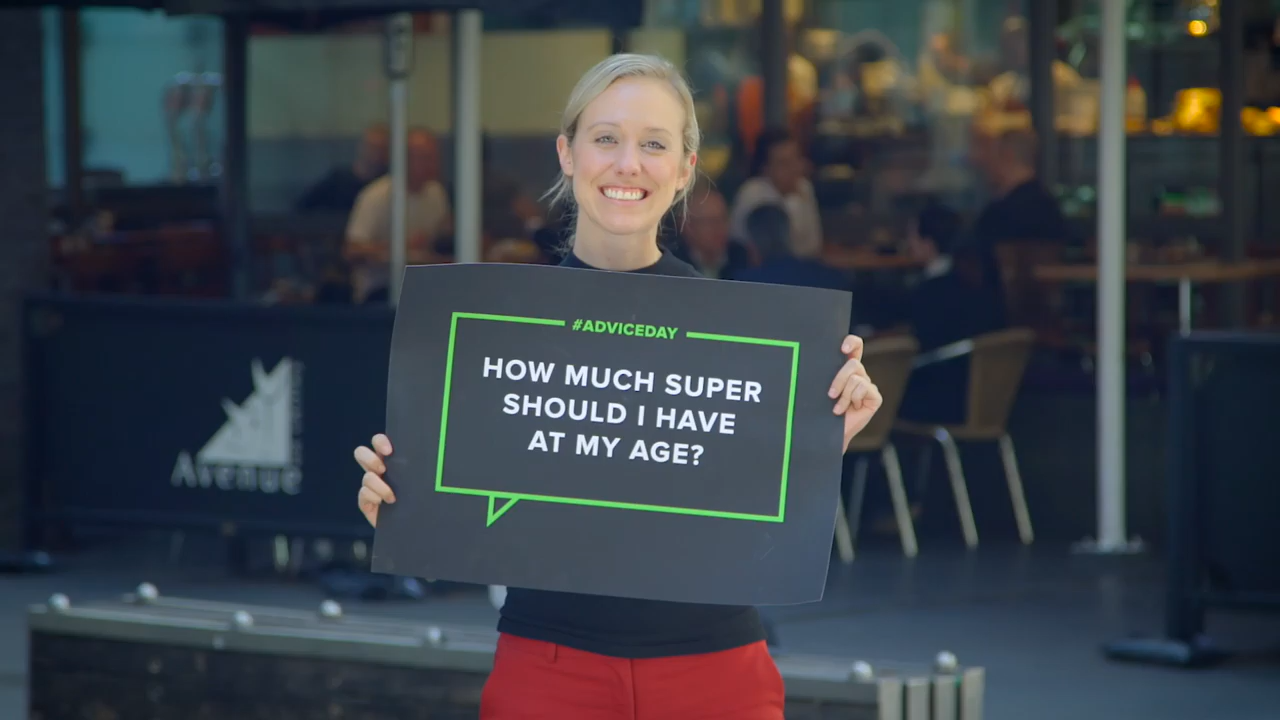 #ADVICEDAY
HOW MUCH SUPER
SHOULD I HAVE
AT MY AGE?
Avenue